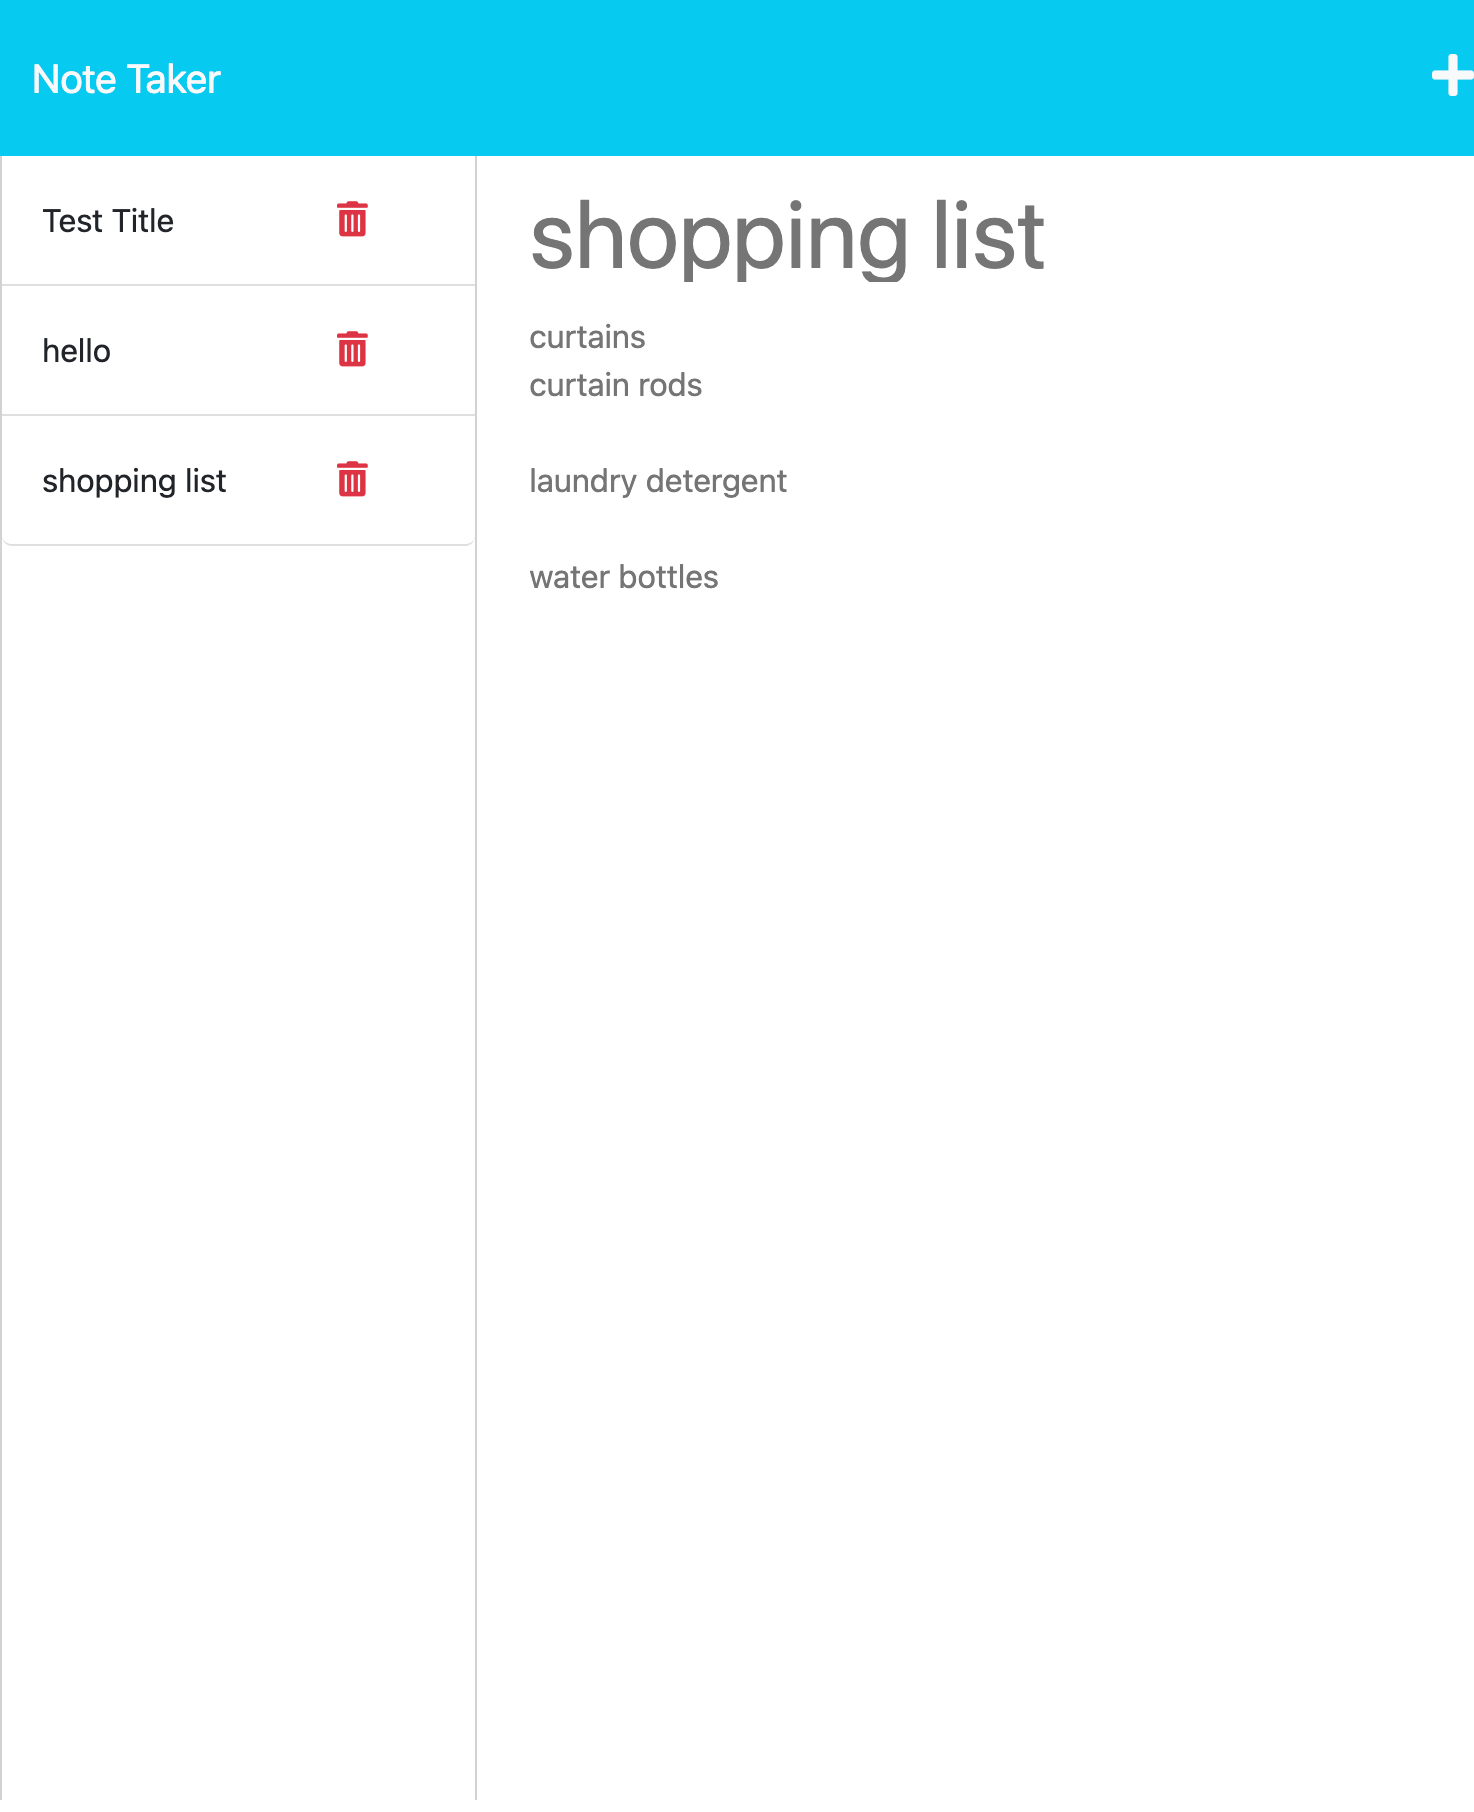 Note Taker
Test Title
hello
shopping list
shopping list
curtains
curtain rods
laundry detergent
water bottles